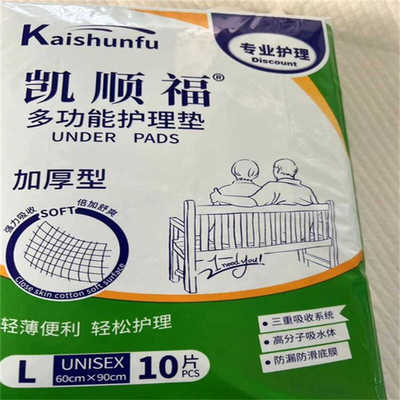 Kaishunfu
专业护理
Discount
凯顺福®
多功能护理垫
UNDER PADS
加厚型
强力吸收 SOFT 倍加舒爽
Close skin cotton soft surface
I need you!
轻薄便利 轻松护理
三重吸收系统
高分子吸水体
防漏防滑底膜
L UNISEX 10片
60cm×90cm PCS